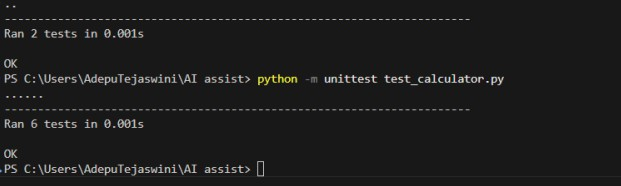 ..
----------------------------------------------------------------------
Ran 2 tests in 0.001s
OK
PS C:\Users\AdepuTejaswini\AI assist> python -m unittest test_calculator.py
......
----------------------------------------------------------------------
Ran 6 tests in 0.001s
OK
PS C:\Users\AdepuTejaswini\AI assist>